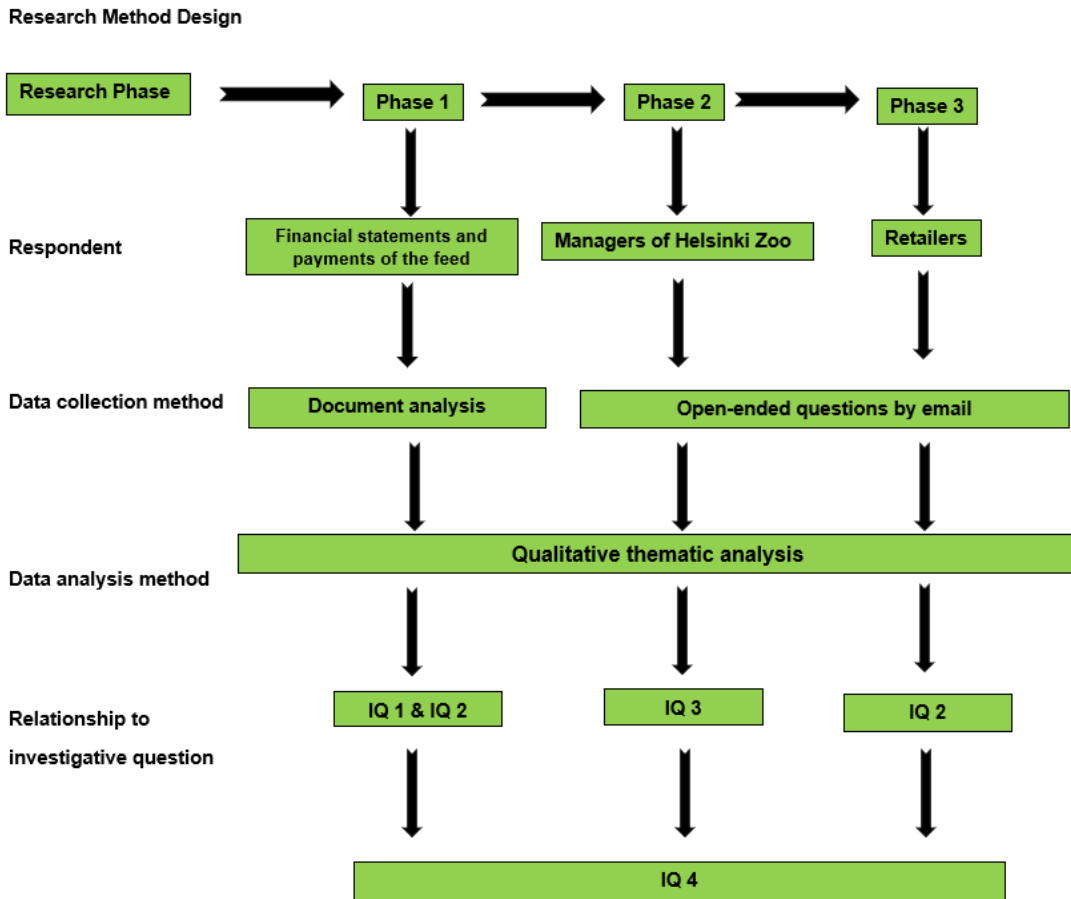 Research Method Design
Research Phase
Phase 1
Phase 2
Phase 3
Respondent
Financial statements and
payments of the feed
Managers of Helsinki Zoo
Retailers
Data collection method
Document analysis
Open-ended questions by email
Data analysis method
Qualitative thematic analysis
Relationship to
investigative question
IQ 1 & IQ 2
IQ 3
IQ 2
IQ 4